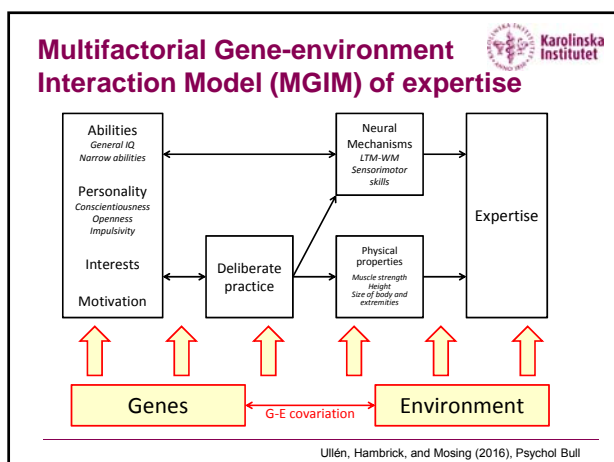 Multifactorial Gene-environment
Interaction Model (MGIM) of expertise
Karolinska
Institutet
Abilities
General IQ
Narrow abilities
Personality
Conscientiousness
Openness
Impulsivity
Interests
Motivation
Deliberate
practice
Neural
Mechanisms
LTM-WM
Sensorimotor
skills
Physical
properties
Muscle strength
Height
Size of body and
extremities
Expertise
Genes
G-E covariation
Environment
Ullén, Hambrick, and Mosing (2016), Psychol Bull